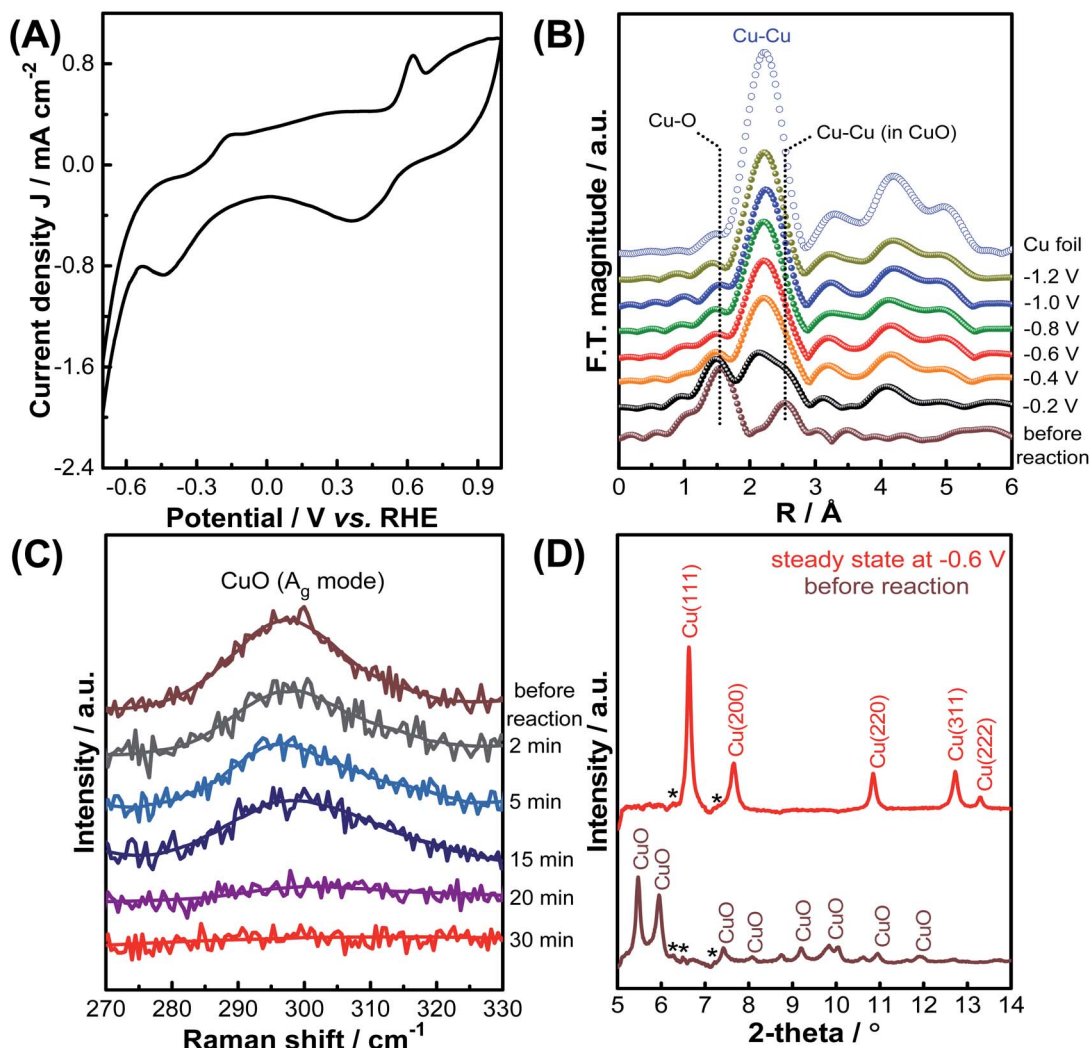 (A)
0.8
0.0
-0.8
-1.6
-2.4
Current density J / mA cm⁻²
-0.6 -0.3 0.0 0.3 0.6 0.9
Potential / V vs. RHE
(B)
Cu-Cu
Cu-O
Cu-Cu (in CuO)
F.T. magnitude / a.u.
Cu foil
-1.2 V
-1.0 V
-0.8 V
-0.6 V
-0.4 V
-0.2 V
before
reaction
0 1 2 3 4 5 6
R / Å
(C)
CuO (Ag mode)
Intensity / a.u.
before
reaction
2 min
5 min
15 min
20 min
30 min
270 280 290 300 310 320 330
Raman shift / cm⁻¹
(D)
steady state at -0.6 V
before reaction
Intensity / a.u.
Cu(111)
*
*
Cu(200)
Cu(220)
Cu(311)
Cu(222)
CuO
CuO
**
*
CuO
CuO
CuO
CuO
CuO
CuO
5 6 7 8 9 10 11 12 13 14
2-theta / °